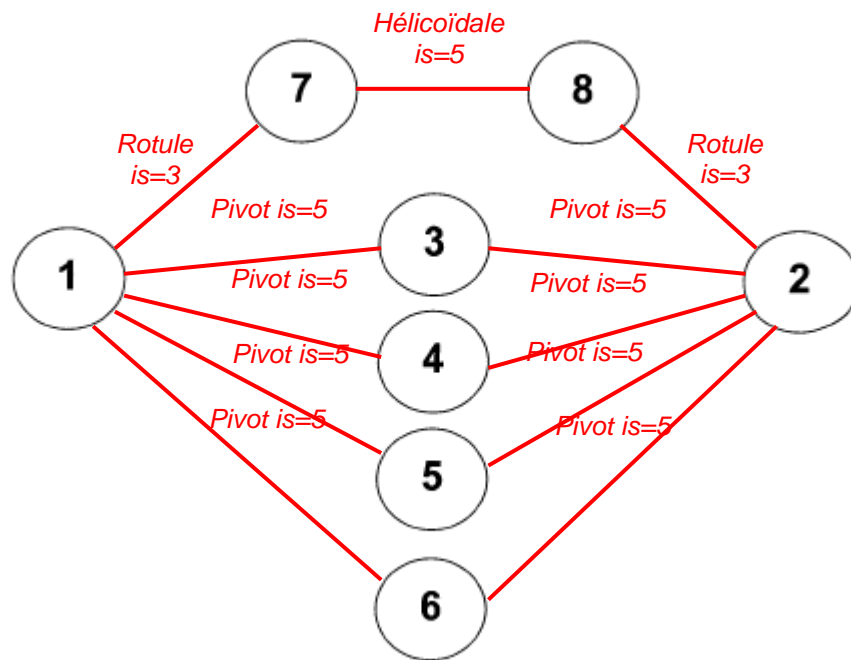 Hélicoïdale
is=5
7
8
Rotule
is=3
Rotule
is=3
Pivot is=5
Pivot is=5
3
1
Pivot is=5
Pivot is=5
2
4
Pivot is=5
Pivot is=5
Pivot is=5
Pivot is=5
5
6